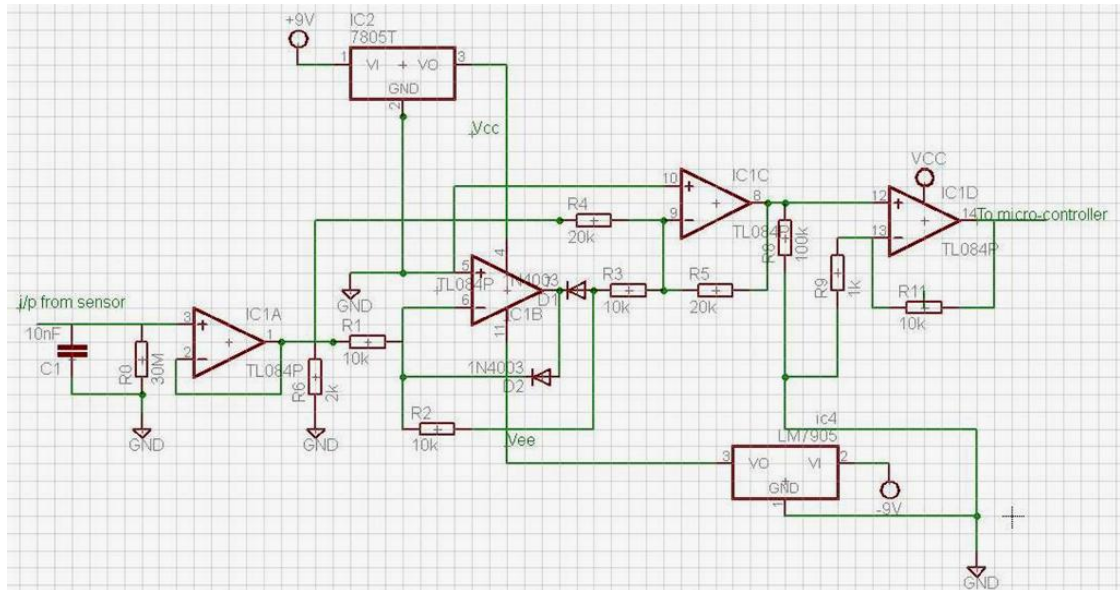 +9V
IC2
7805T
1
VI
+
VO
3
GND
2
Vcc
IC1C
VCC
IC1D
10
+
8
9
-
TL084P
R4
20k
12
+
14
To micro-controller
13
-
TL084P
R8
100k
R9
1k
R11
10k
R3
10k
R5
20k
4
5
+
TL084P
1N4003
D1
6
-
IC1B
11
GND
i/p from sensor
10nF
C1
30M
3
+
IC1A
1
2
-
TL084P
R1
10k
R6
2k
1N4003
D2
R2
10k
Vee
GND
GND
ic4
LM7905
3
VO
VI
2
GND
1
-9V
GND